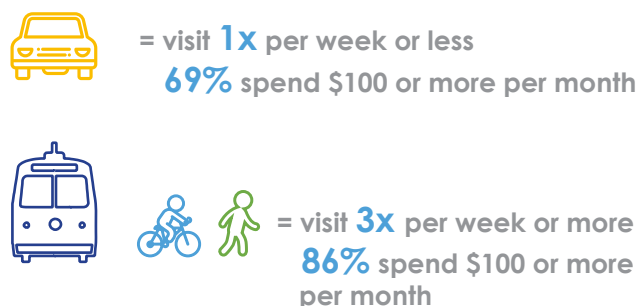 = visit 1x per week or less
69% spend $100 or more per month
= visit 3x per week or more
86% spend $100 or more
per month